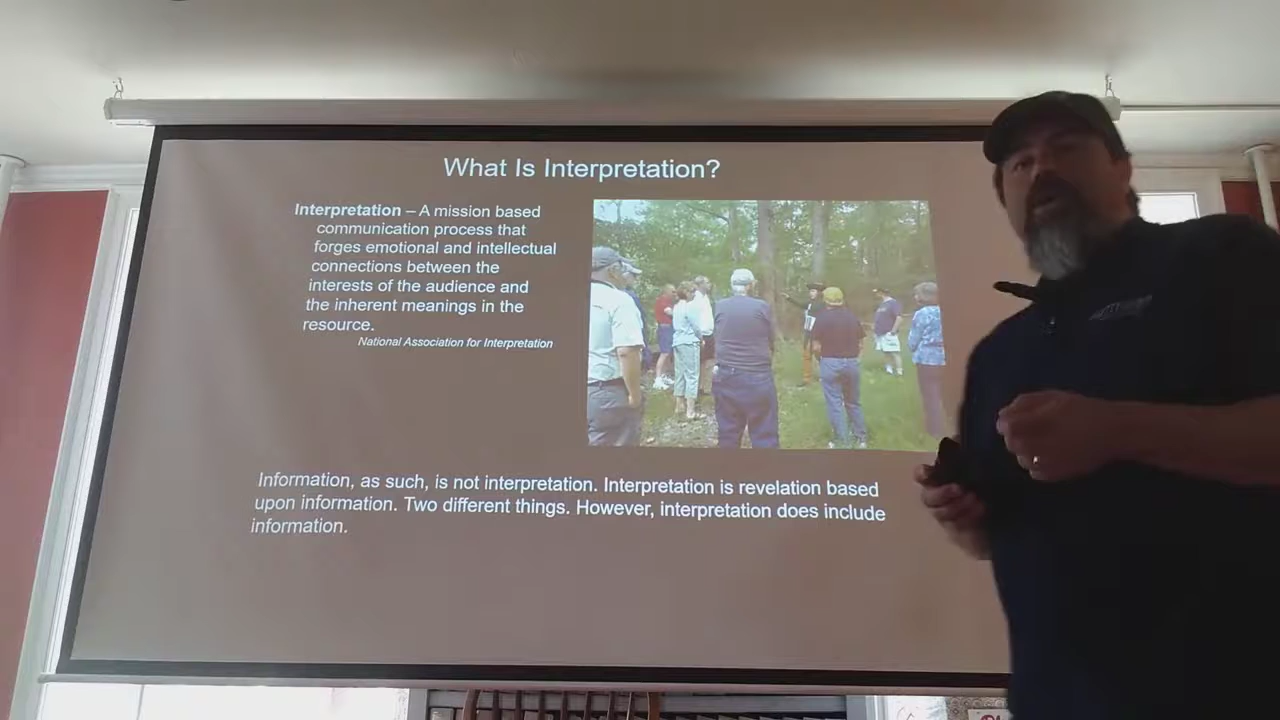 What Is Interpretation?
Interpretation – A mission based
communication process that
forges emotional and intellectual
connections between the
interests of the audience and
the inherent meanings in the
resource.
National Association for Interpretation
Information, as such, is not interpretation. Interpretation is revelation based
upon information. Two different things. However, interpretation does include
information.